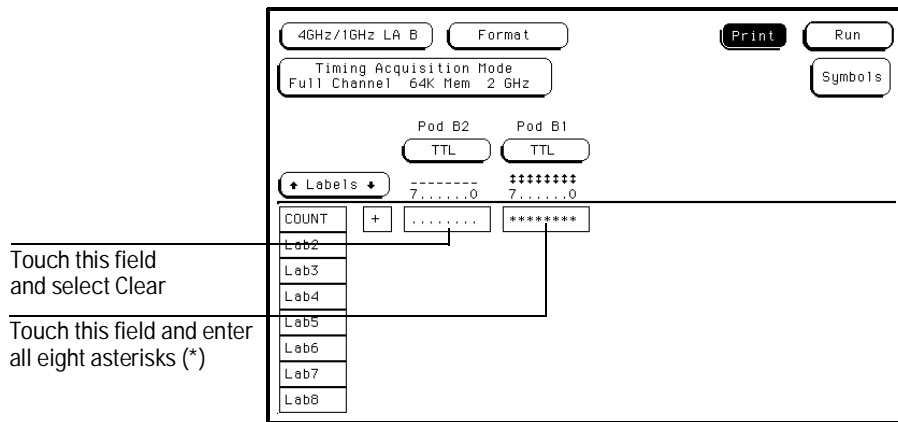 4GHz/1GHz LA B Format Print Run
Timing Acquisition Mode
Full Channel 64K Mem 2 GHz
Symbols
Pod B2 Pod B1
TTL TTL
Labels
7......0 7......0
COUNT + ........ ********
Lab2
Lab3
Lab4
Lab5
Lab6
Lab7
Lab8
Touch this field
and select Clear
Touch this field and enter
all eight asterisks (*)